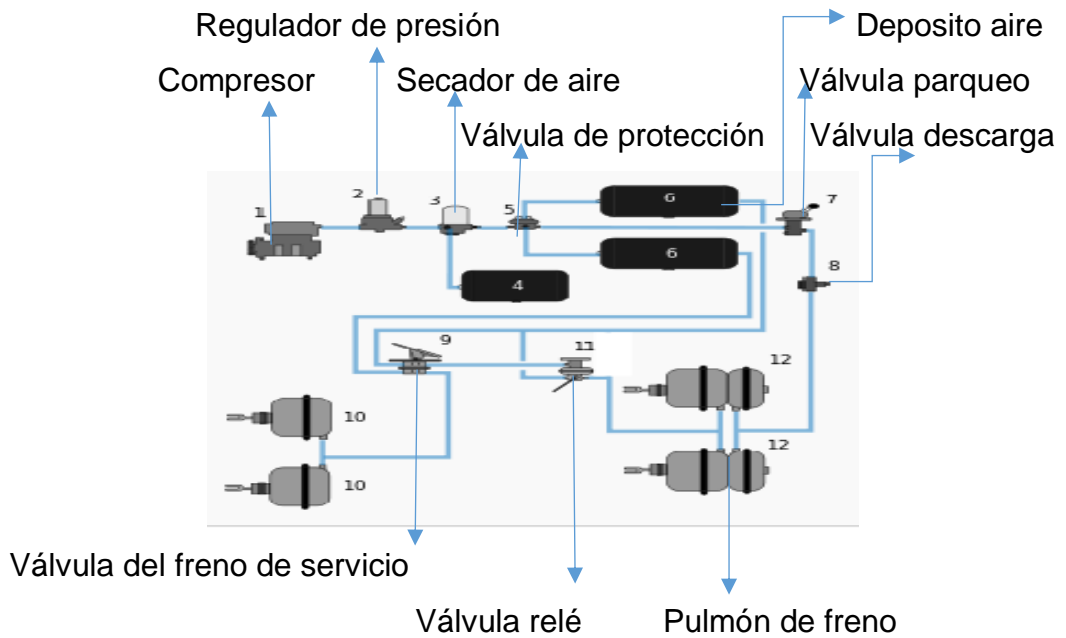 Regulador de presión
Deposito aire
Compresor
Secador de aire
Válvula parqueo
Válvula de protección
Válvula descarga
1
2
3
5
6
7
6
8
4
9
11
12
10
12
10
Válvula del freno de servicio
Válvula relé
Pulmón de freno